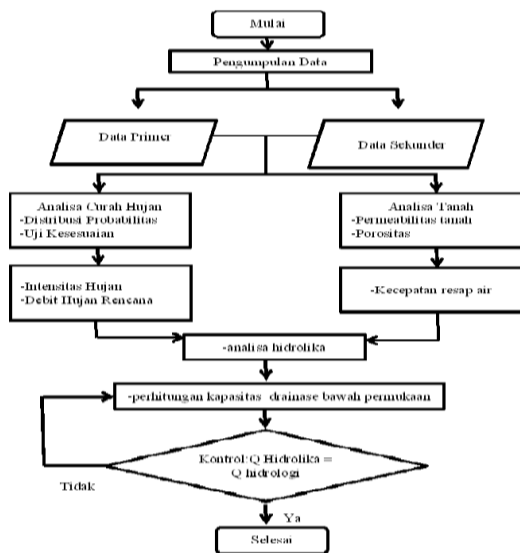 Mulai
Pengumpulan Data
Data Primer
Data Sekunder
Analisa Curah Hujan
-Distribusi Probabilitas
-Uji Kesesuaian
Analisa Tanah
-Permeabilitas tanah
-Porositas
-Intensitas Hujan
-Debit Hujan Rencana
-Kecepatan resap air
-analisa hidrolika
-perhitungan kapasitas drainase bawah permukaan
Kontrol:Q Hidrolika =
Q hidrologi
Tidak
Ya
Selesai